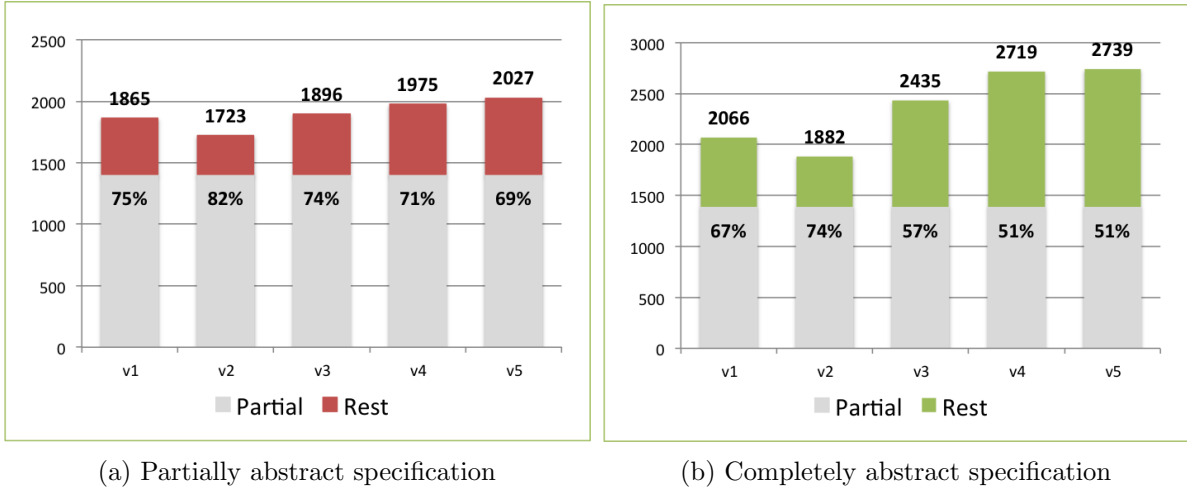 2500
2000
1500
1000
500
0
1865
1723
1896
1975
2027
75%
82%
74%
71%
69%
v1
v2
v3
v4
v5
Partial
Rest
(a) Partially abstract specification
3000
2500
2000
1500
1000
500
0
2066
1882
2435
2719
2739
67%
74%
57%
51%
51%
v1
v2
v3
v4
v5
Partial
Rest
(b) Completely abstract specification